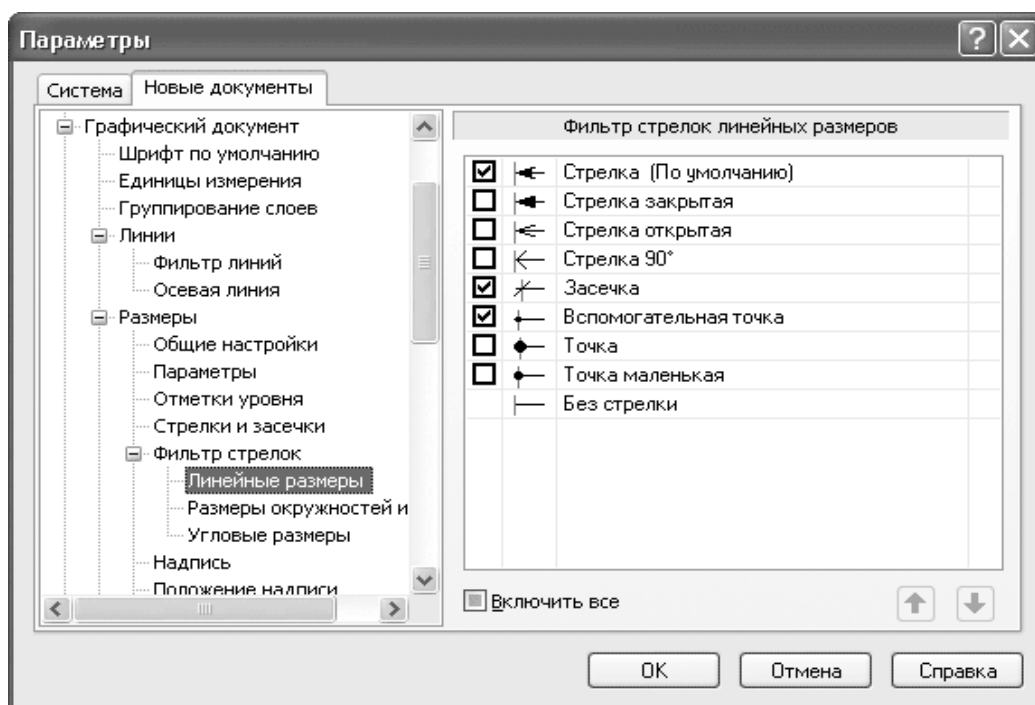 Параметры
Система
Новые документы
Графический документ
Шрифт по умолчанию
Единицы измерения
Группирование слоев
Линии
Фильтр линий
Осевая линия
Размеры
Общие настройки
Параметры
Отметки уровня
Стрелки и засечки
Фильтр стрелок
Линейные размеры
Размеры окружностей и
Угловые размеры
Надпись
Положение надписи
Фильтр стрелок линейных размеров
Стрелка (По умолчанию)
Стрелка закрытая
Стрелка открытая
Стрелка 90°
Засечка
Вспомогательная точка
Точка
Точка маленькая
Без стрелки
Включить все
OK
Отмена
Справка